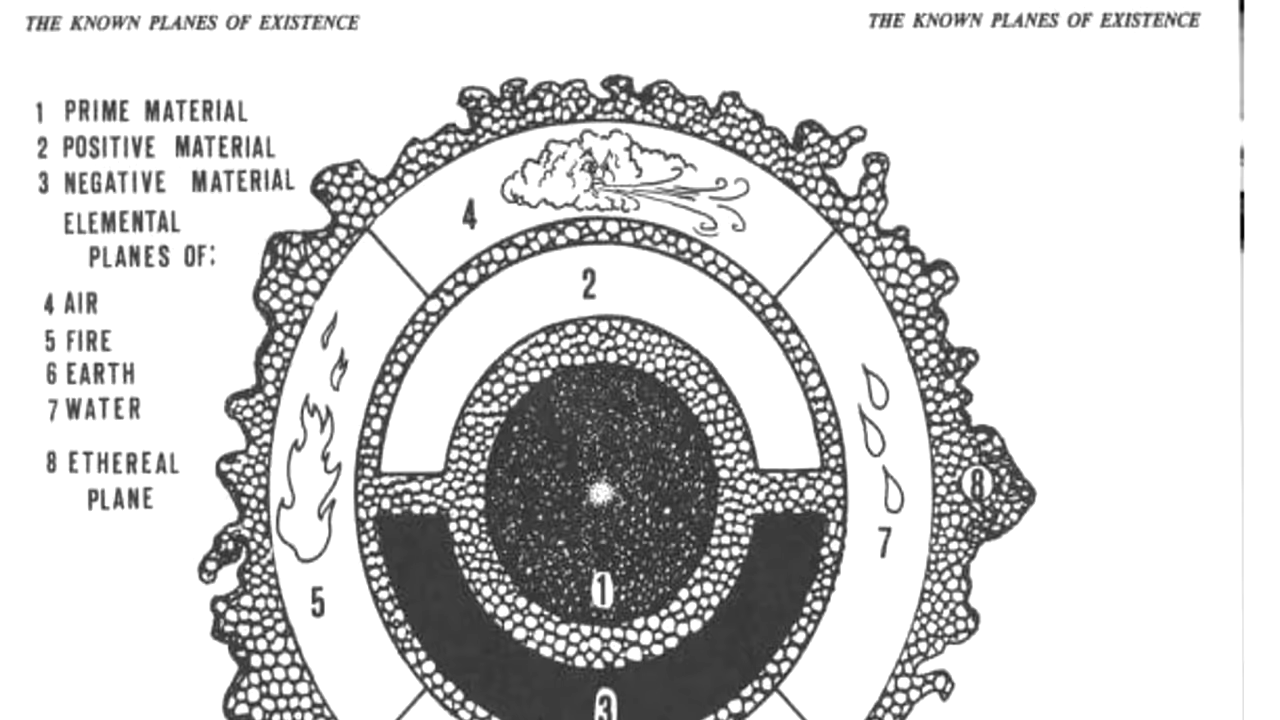 THE KNOWN PLANES OF EXISTENCE
THE KNOWN PLANES OF EXISTENCE
1 PRIME MATERIAL
2 POSITIVE MATERIAL
3 NEGATIVE MATERIAL
ELEMENTAL
PLANES OF:
4 AIR
5 FIRE
6 EARTH
7 WATER
8 ETHEREAL
PLANE
4
2
8
7
1
5
3